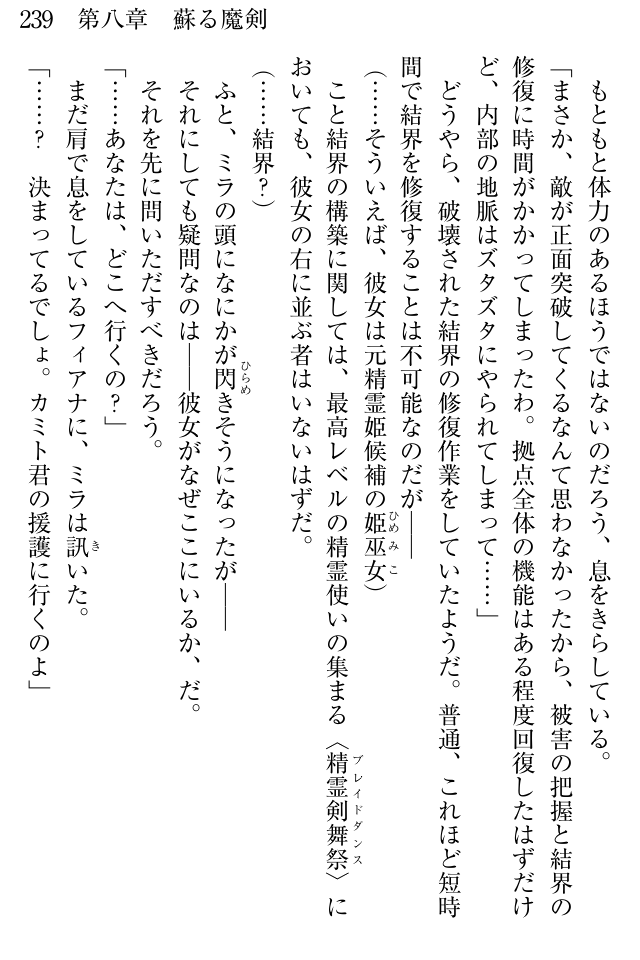 239　第八章　蘇る魔剣
　もともと体力のあるほうではないのだろう、息をきらしている。
「まさか、敵が正面突破してくるなんて思わなかったから、被害の把握と結界の
修復に時間がかかってしまったわ。拠点全体の機能はある程度回復したはずだけ
ど、内部の地脈はズタズタにやられてしまって……」
　どうやら、破壊された結界の修復作業をしていたようだ。普通、これほど短時
間で結界を修復することは不可能なのだが――
（……そういえば、彼女は元精霊姫候補の姫巫女）
ひめみこ
　こと結界の構築に関しては、最高レベルの精霊使いの集まる〈精霊剣舞祭〉に
ブレイドダンス
おいても、彼女の右に並ぶ者はいないはずだ。
（……結界？）
　ふと、ミラの頭になにかが閃きそうになったが――
ひらめ
　それにしても疑問なのは――彼女がなぜここにいるか、だ。
　それを先に問いただすべきだろう。
「……あなたは、どこへ行くの？」
　まだ肩で息をしているフィアナに、ミラは訊いた。
き
「……？　決まってるでしょ。カミト君の援護に行くのよ」